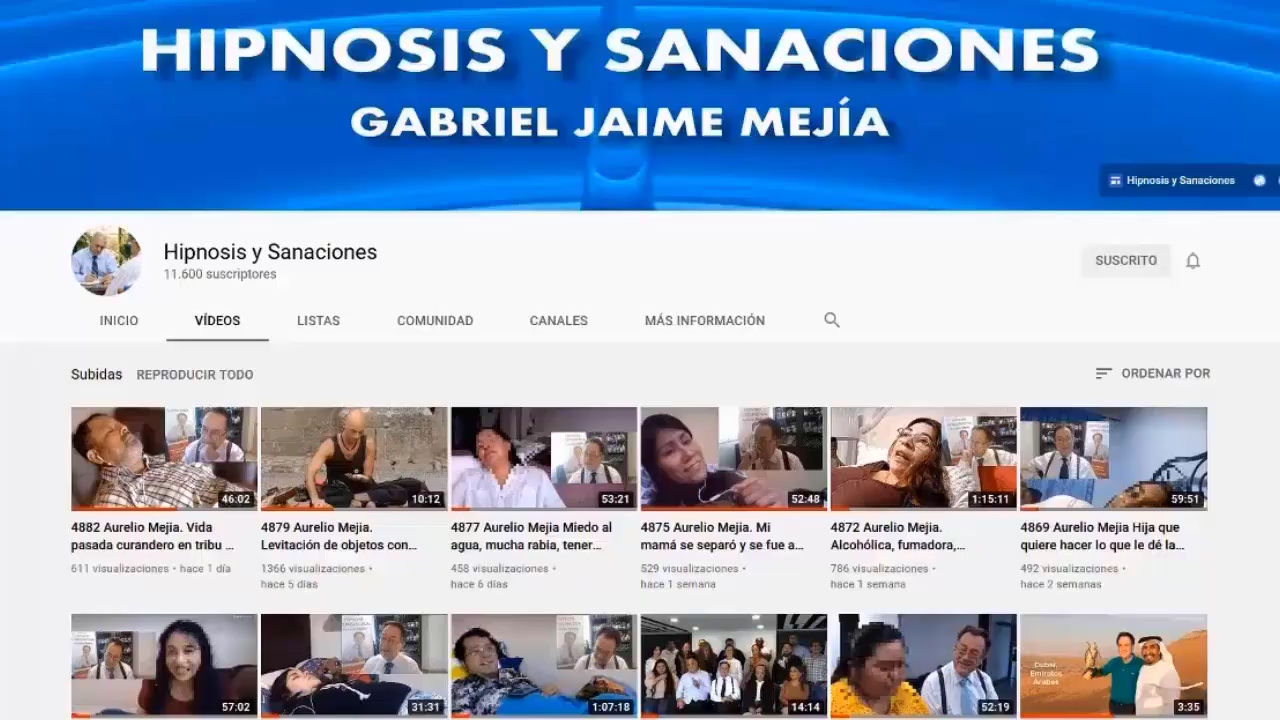 HIPNOSIS Y SANACIONES
GABRIEL JAIME MEJÍA
Hipnosis y Sanaciones
Hipnosis y Sanaciones
11.600 suscriptores
SUSCRITO
INICIO VÍDEOS LISTAS COMUNIDAD CANALES MÁS INFORMACIÓN
Subidas REPRODUCIR TODO
ORDENAR POR
46:02
10:12
53:21
52:48
1:15:11
59:51
4882 Aurelio Mejia. Vida
pasada curandero en tribu ...
611 visualizaciones • hace 1 día
4879 Aurelio Mejia.
Levitación de objetos con...
1366 visualizaciones •
hace 5 días
4877 Aurelio Mejia Miedo al
agua, mucha rabia, tener...
458 visualizaciones •
hace 6 días
4875 Aurelio Mejia. Mi
mamá se separó y se fue a...
529 visualizaciones •
hace 1 semana
4872 Aurelio Mejia.
Alcohólica, fumadora,...
786 visualizaciones •
hace 1 semana
4869 Aurelio Mejia Hija que
quiere hacer lo que le dé la...
492 visualizaciones •
hace 2 semanas
57:02
31:31
1:07:18
14:14
52:19
Dubai,
Emiratos
Árabes
3:35